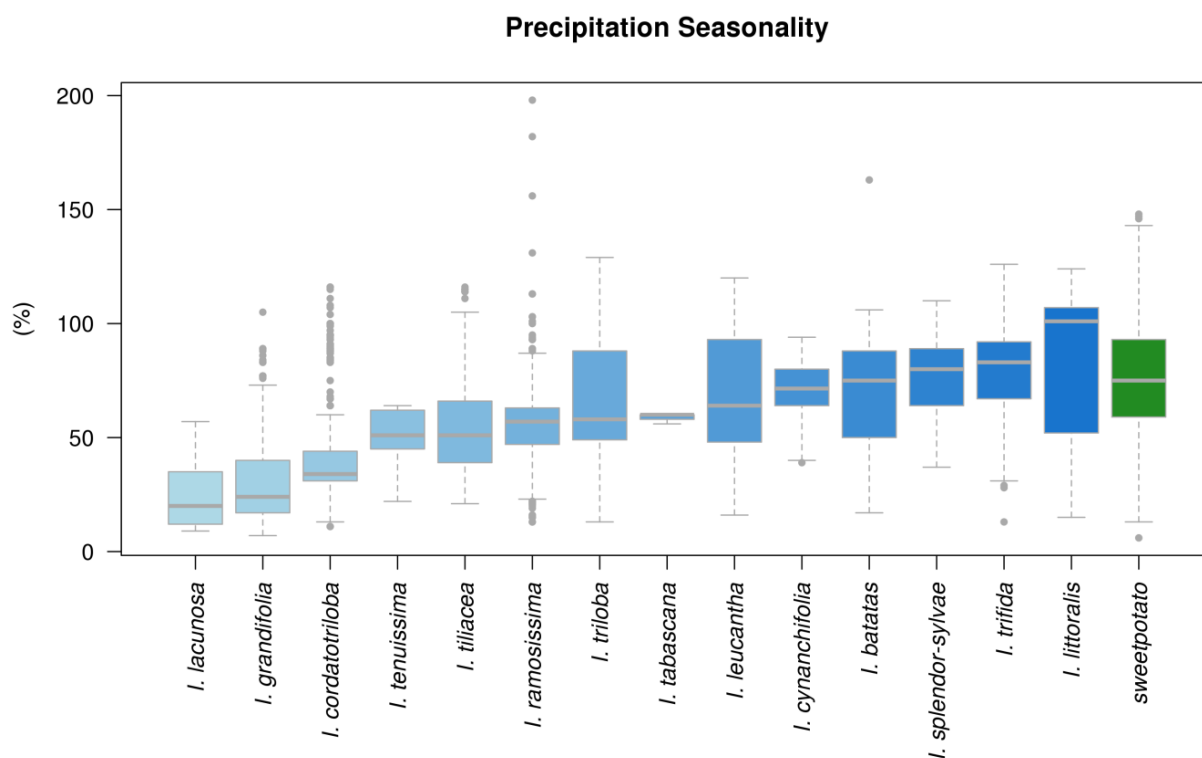 Precipitation Seasonality
(%)
200
150
100
50
0
I. lacunosa
I. grandifolia
I. cordatotriloba
I. tenuissima
I. tiliacea
I. ramosissima
I. triloba
I. tabascana
I. leucantha
I. cynanchifolia
I. batatas
I. splendor-sylvae
I. trifida
I. littoralis
sweetpotato